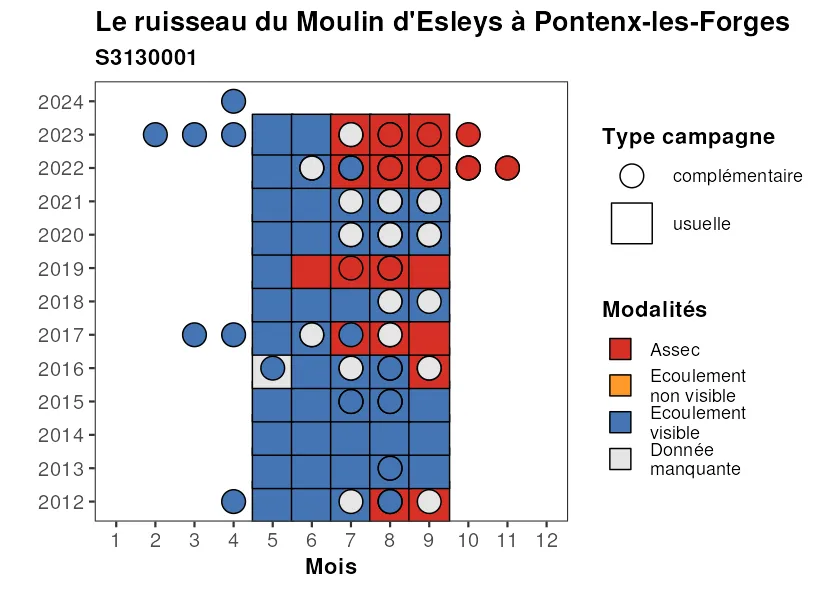 Le ruisseau du Moulin d'Esleys à Pontenx-les-Forges
S3130001
2024
2023
2022
2021
2020
2019
2018
2017
2016
2015
2014
2013
2012
1 2 3 4 5 6 7 8 9 10 11 12
Mois
Type campagne
complémentaire
usuelle
Modalités
Assec
Ecoulement
non visible
Ecoulement
visible
Donnée
manquante